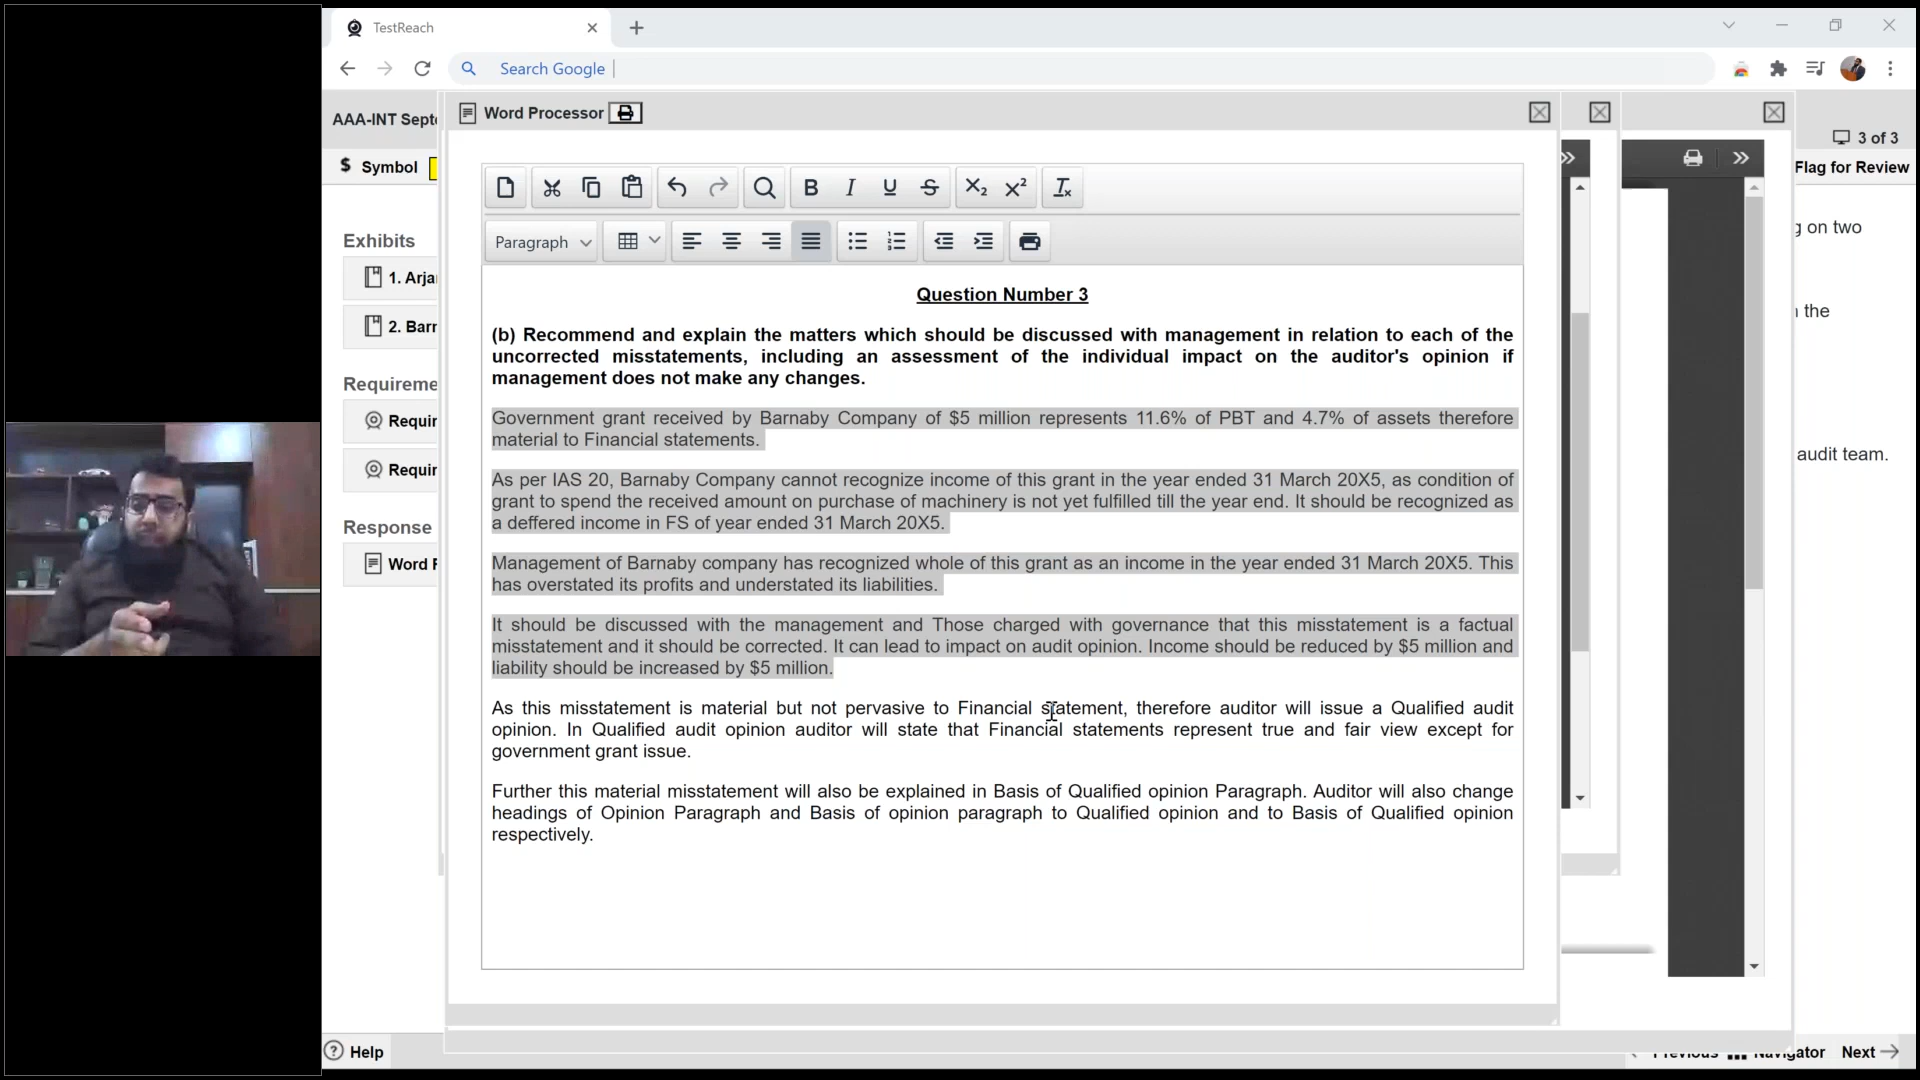 TestReach
Search Google
AAA-INT Septe
Word Processor
3 of 3
$ Symbol
Flag for Review
Exhibits
1. Arja
2. Barr
Requireme
Requir
Requir
Response
Word F
Paragraph
Question Number 3
(b) Recommend and explain the matters which should be discussed with management in relation to each of the
uncorrected misstatements, including an assessment of the individual impact on the auditor's opinion if
management does not make any changes.
Government grant received by Barnaby Company of $5 million represents 11.6% of PBT and 4.7% of assets therefore
material to Financial statements.
As per IAS 20, Barnaby Company cannot recognize income of this grant in the year ended 31 March 20X5, as condition of
grant to spend the received amount on purchase of machinery is not yet fulfilled till the year end. It should be recognized as
a deffered income in FS of year ended 31 March 20X5.
Management of Barnaby company has recognized whole of this grant as an income in the year ended 31 March 20X5. This
has overstated its profits and understated its liabilities.
It should be discussed with the management and Those charged with governance that this misstatement is a factual
misstatement and it should be corrected. It can lead to impact on audit opinion. Income should be reduced by $5 million and
liability should be increased by $5 million.
As this misstatement is material but not pervasive to Financial statement, therefore auditor will issue a Qualified audit
opinion. In Qualified audit opinion auditor will state that Financial statements represent true and fair view except for
government grant issue.
Further this material misstatement will also be explained in Basis of Qualified opinion Paragraph. Auditor will also change
headings of Opinion Paragraph and Basis of opinion paragraph to Qualified opinion and to Basis of Qualified opinion
respectively.
g on two
the
audit team.
Help
Previous
Navigator
Next